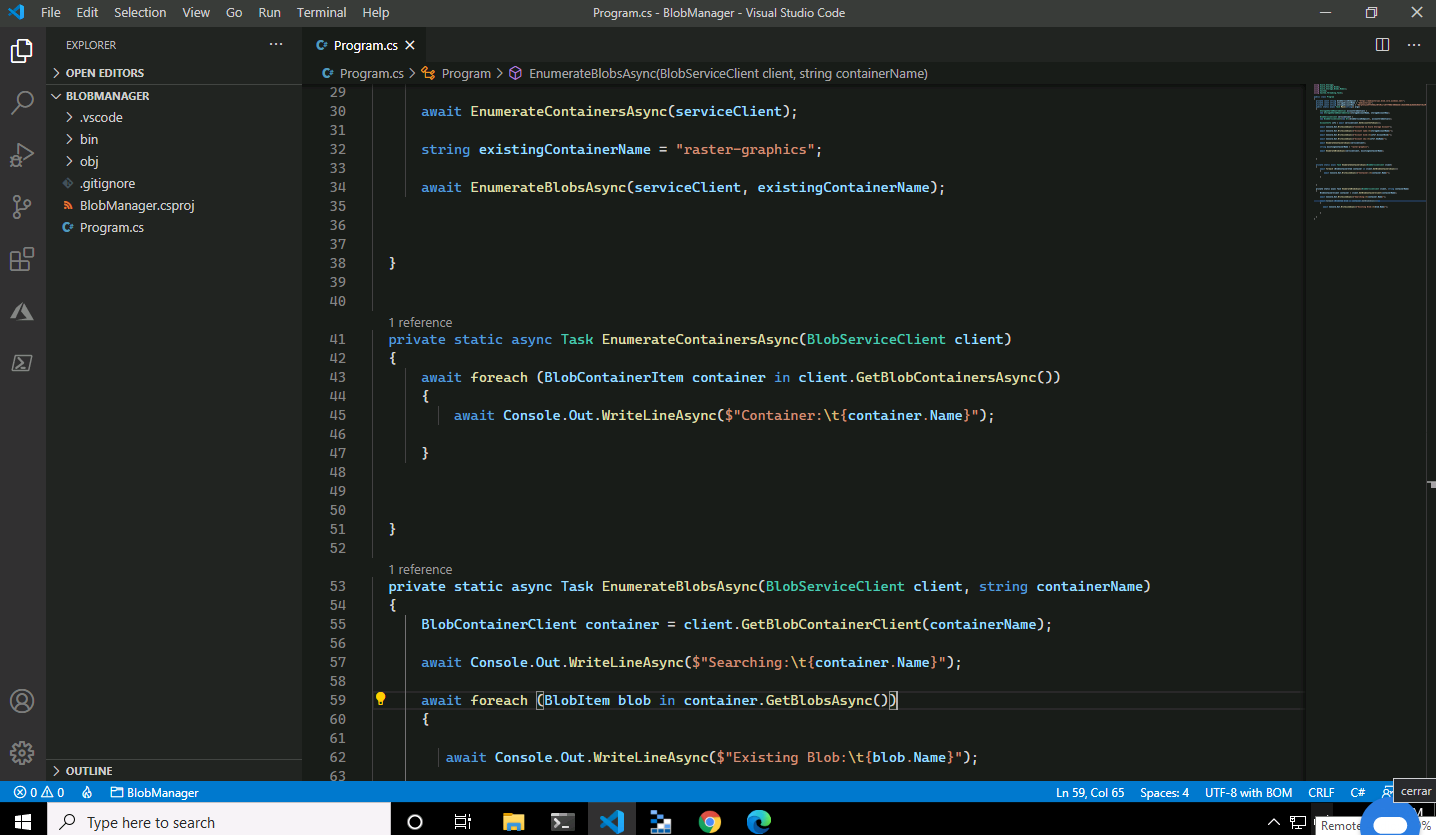 File Edit Selection View Go Run Terminal Help
Program.cs - BlobManager - Visual Studio Code
EXPLORER
OPEN EDITORS
BLOBMANAGER
.vscode
bin
obj
.gitignore
BlobManager.csproj
C# Program.cs
OUTLINE
C# Program.cs
C# Program.cs > Program > EnumerateBlobsAsync(BlobServiceClient client, string containerName)
29
30 await EnumerateContainersAsync(serviceClient);
31
32 string existingContainerName = "raster-graphics";
33
34 await EnumerateBlobsAsync(serviceClient, existingContainerName);
35
36
37
38 }
39
40
1 reference
41 private static async Task EnumerateContainersAsync(BlobServiceClient client)
42 {
43 await foreach (BlobContainerItem container in client.GetBlobContainersAsync())
44 {
45 await Console.Out.WriteLineAsync($"Container:\t{container.Name}");
46
47 }
48
49
50
51 }
52
1 reference
53 private static async Task EnumerateBlobsAsync(BlobServiceClient client, string containerName)
54 {
55 BlobContainerClient container = client.GetBlobContainerClient(containerName);
56
57 await Console.Out.WriteLineAsync($"Searching:\t{container.Name}");
58
59 await foreach (BlobItem blob in container.GetBlobsAsync())
60 {
61
62 await Console.Out.WriteLineAsync($"Existing Blob:\t{blob.Name}");
63
0 0 BlobManager
Ln 59, Col 65 Spaces: 4 UTF-8 with BOM CRLF C#
cerrar
Type here to search
Remote